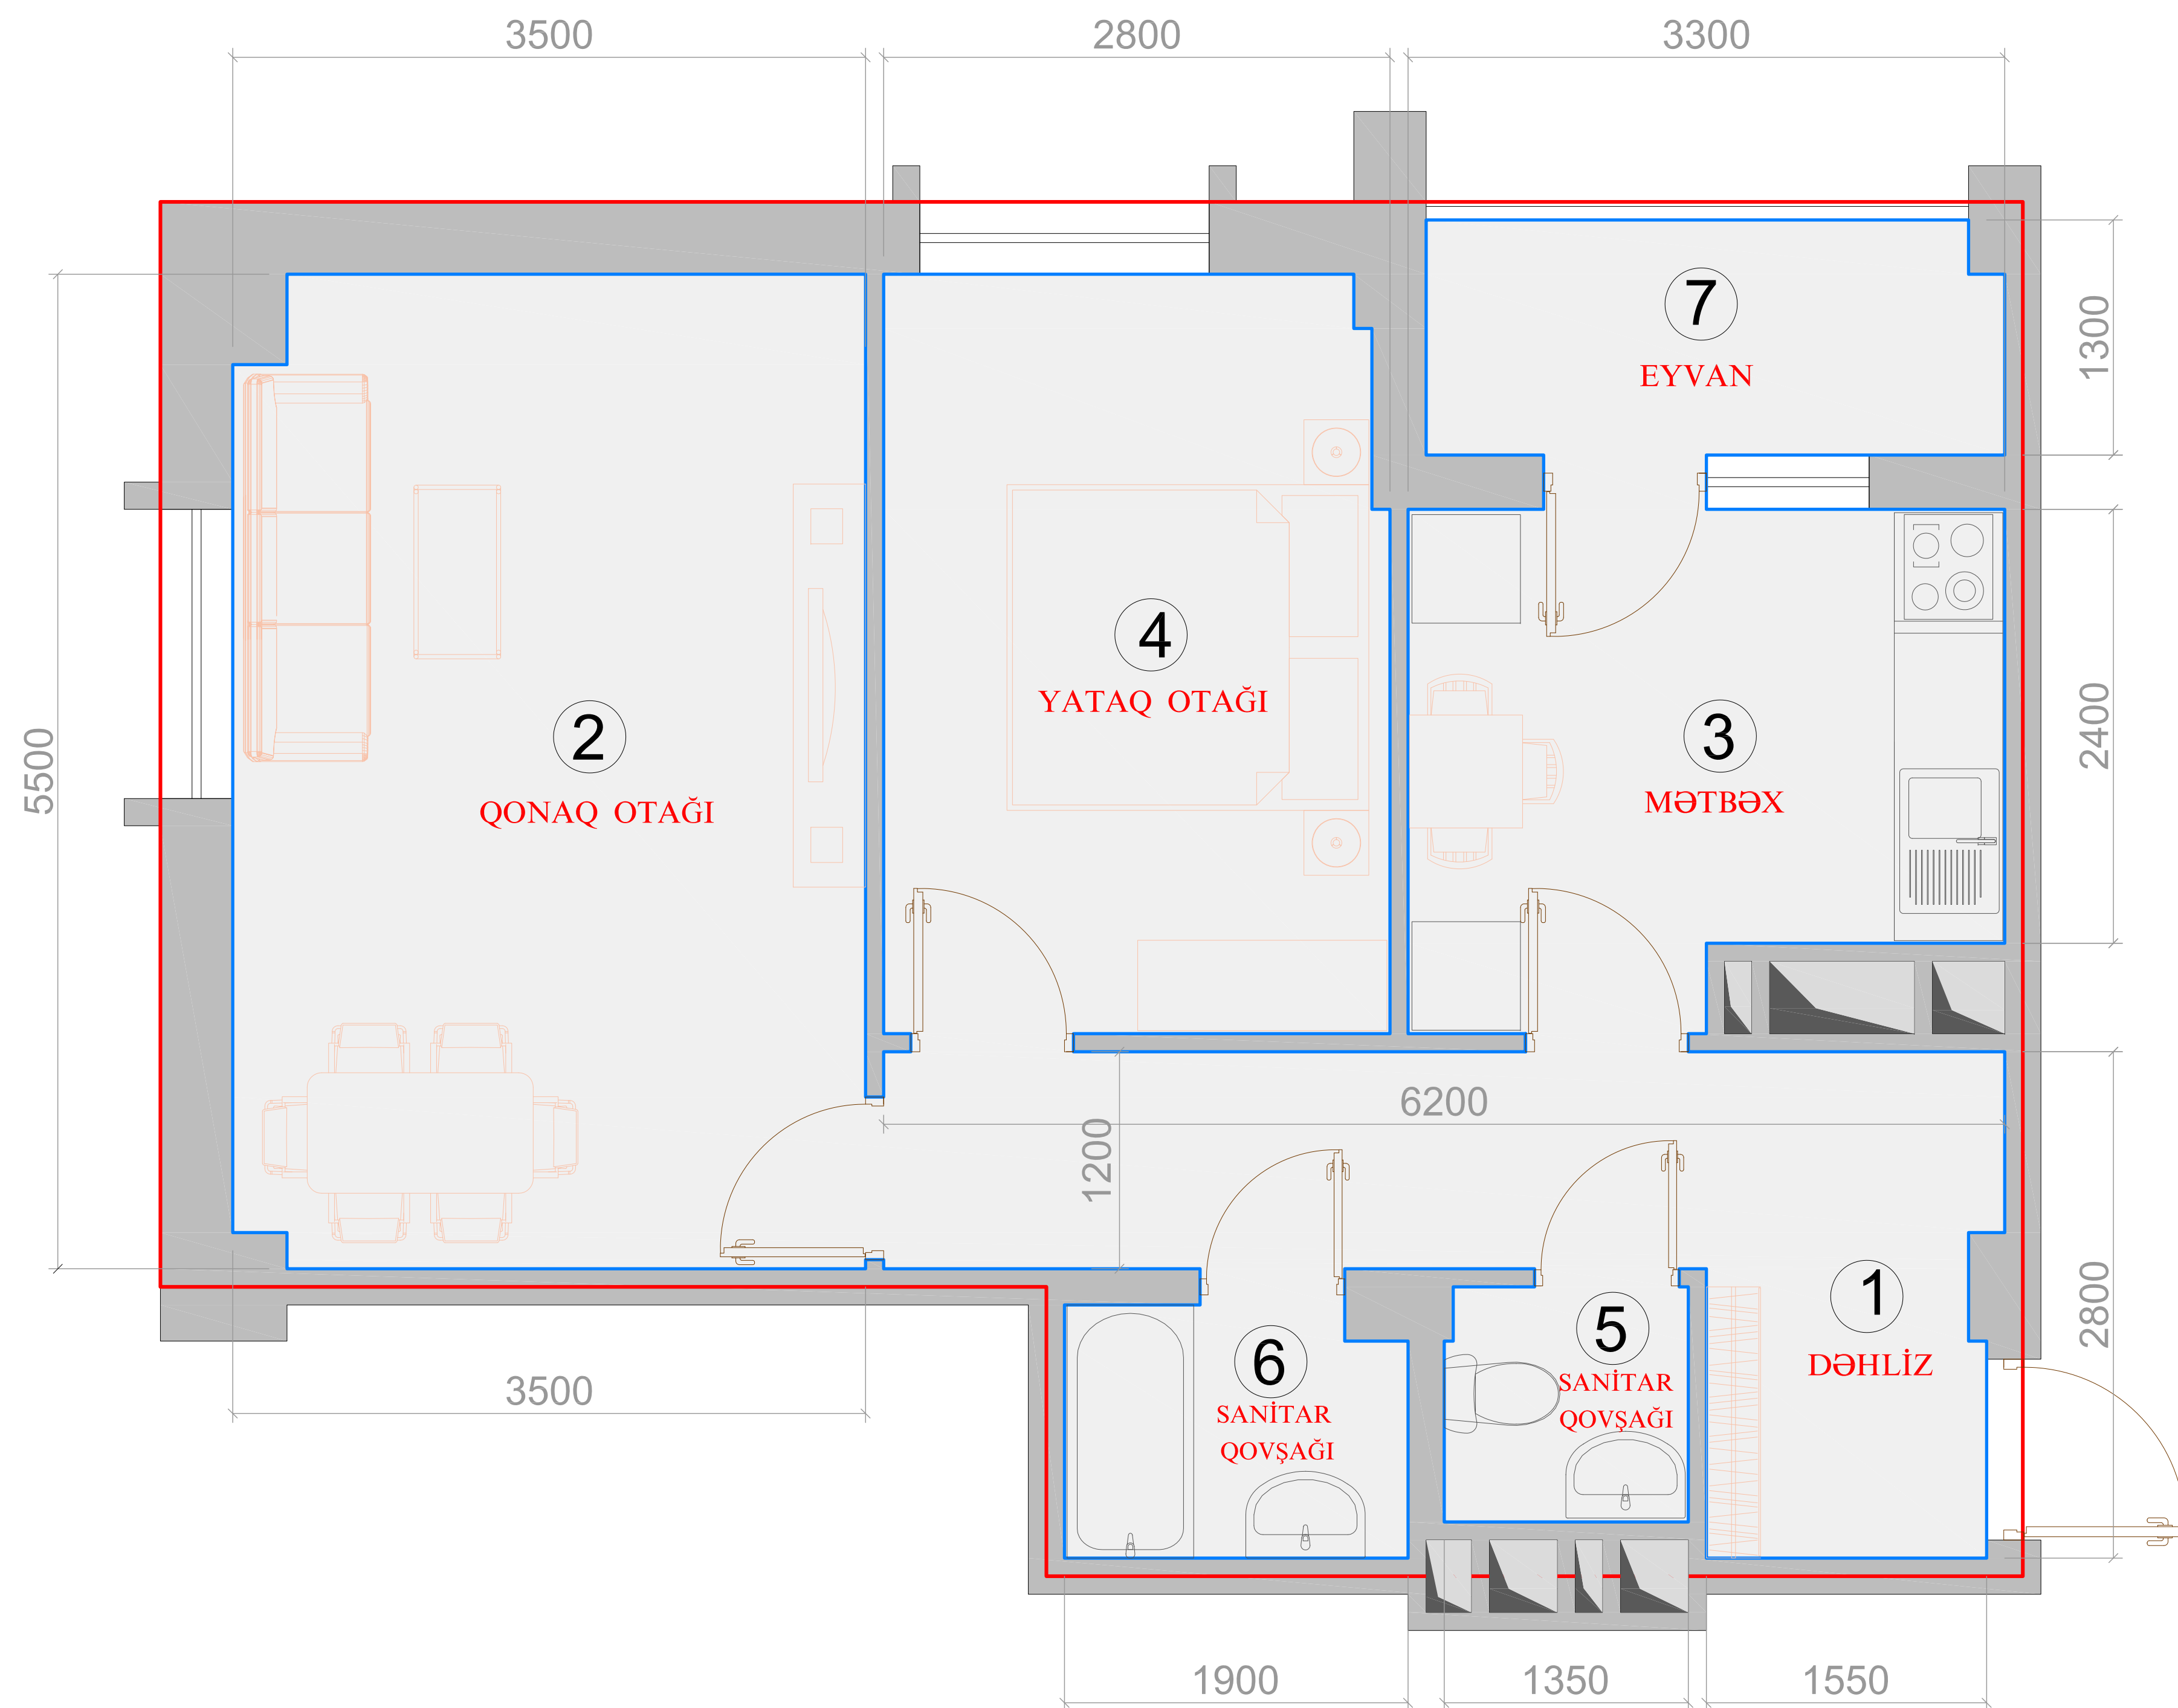 3500
2800
3300
7
EYVAN
1300
4
YATAQ OTAĞI
2
QONAQ OTAĞI
3
MƏTBƏX
2400
5500
6200
1200
1
DƏHLİZ
2800
5
SANİTAR
QOVŞAĞI
6
SANİTAR
QOVŞAĞI
3500
1900
1350
1550